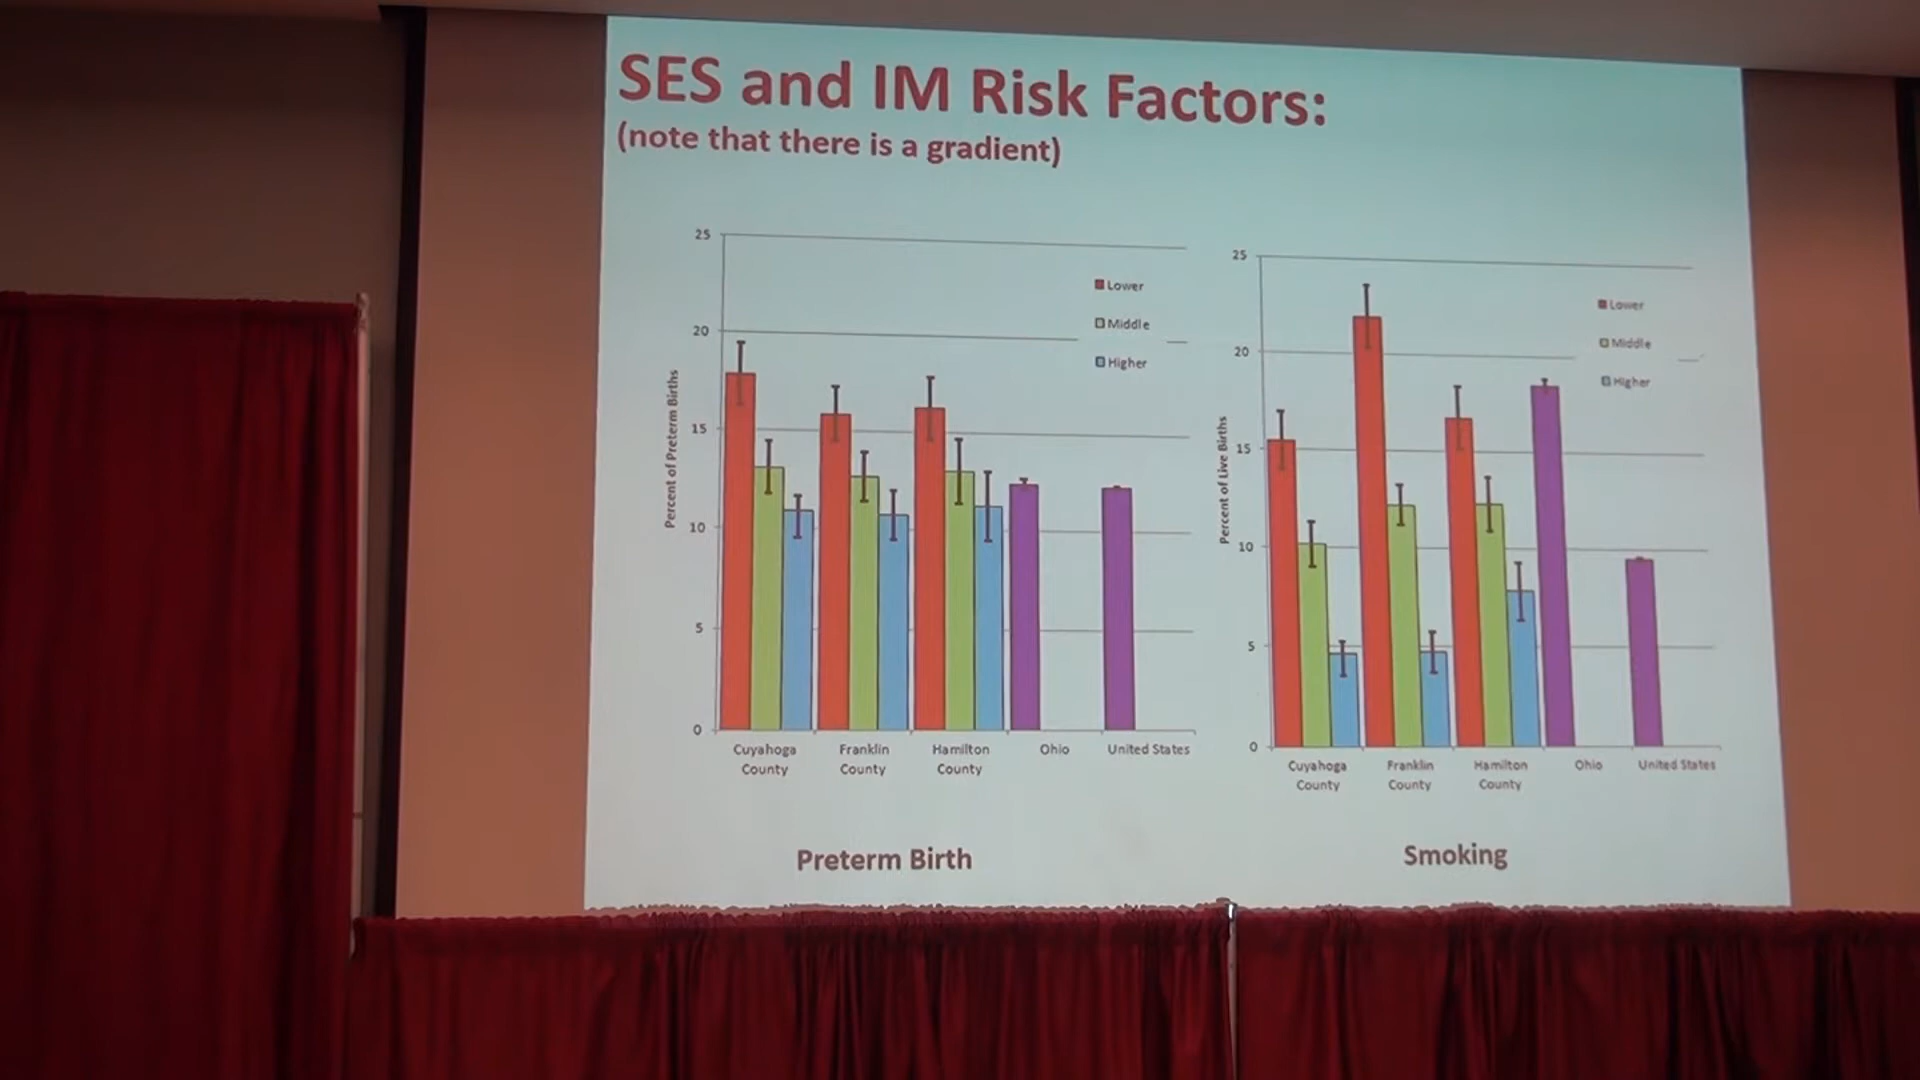 SES and IM Risk Factors:
(note that there is a gradient)
Percent of Preterm Births
25
20
15
10
5
0
Lower
Middle
Higher
Cuyahoga County
Franklin County
Hamilton County
Ohio
United States
Preterm Birth
Percent of Live Births
25
20
15
10
5
0
Lower
Middle
Higher
Cuyahoga County
Franklin County
Hamilton County
Ohio
United States
Smoking